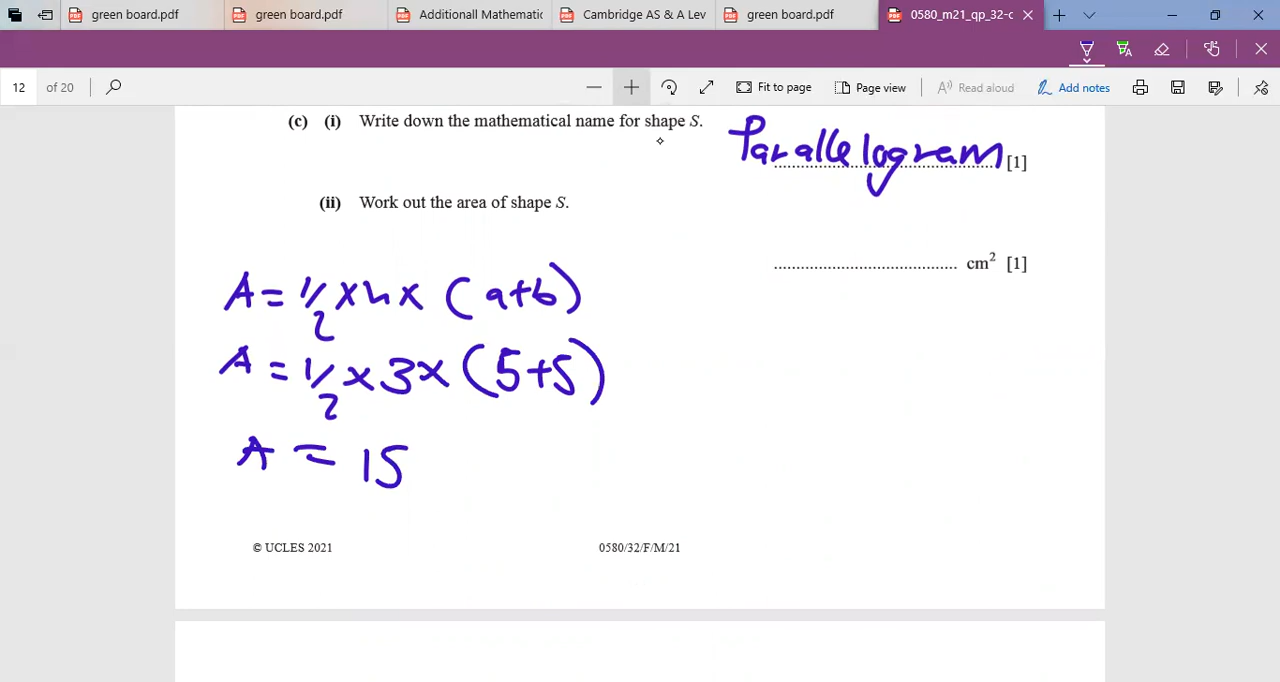 green board.pdf
green board.pdf
Additionall Mathematic
Cambridge AS & A Lev
green board.pdf
0580_m21_qp_32-c
12 of 20
Fit to page
Page view
Read aloud
Add notes
(c) (i) Write down the mathematical name for shape S.
Parallelogram
.......................................... [1]
(ii) Work out the area of shape S.
.......................................... cm² [1]
A = 1/2 × h × (a+b)
A = 1/2 × 3 × (5+5)
A = 15
© UCLES 2021
0580/32/F/M/21